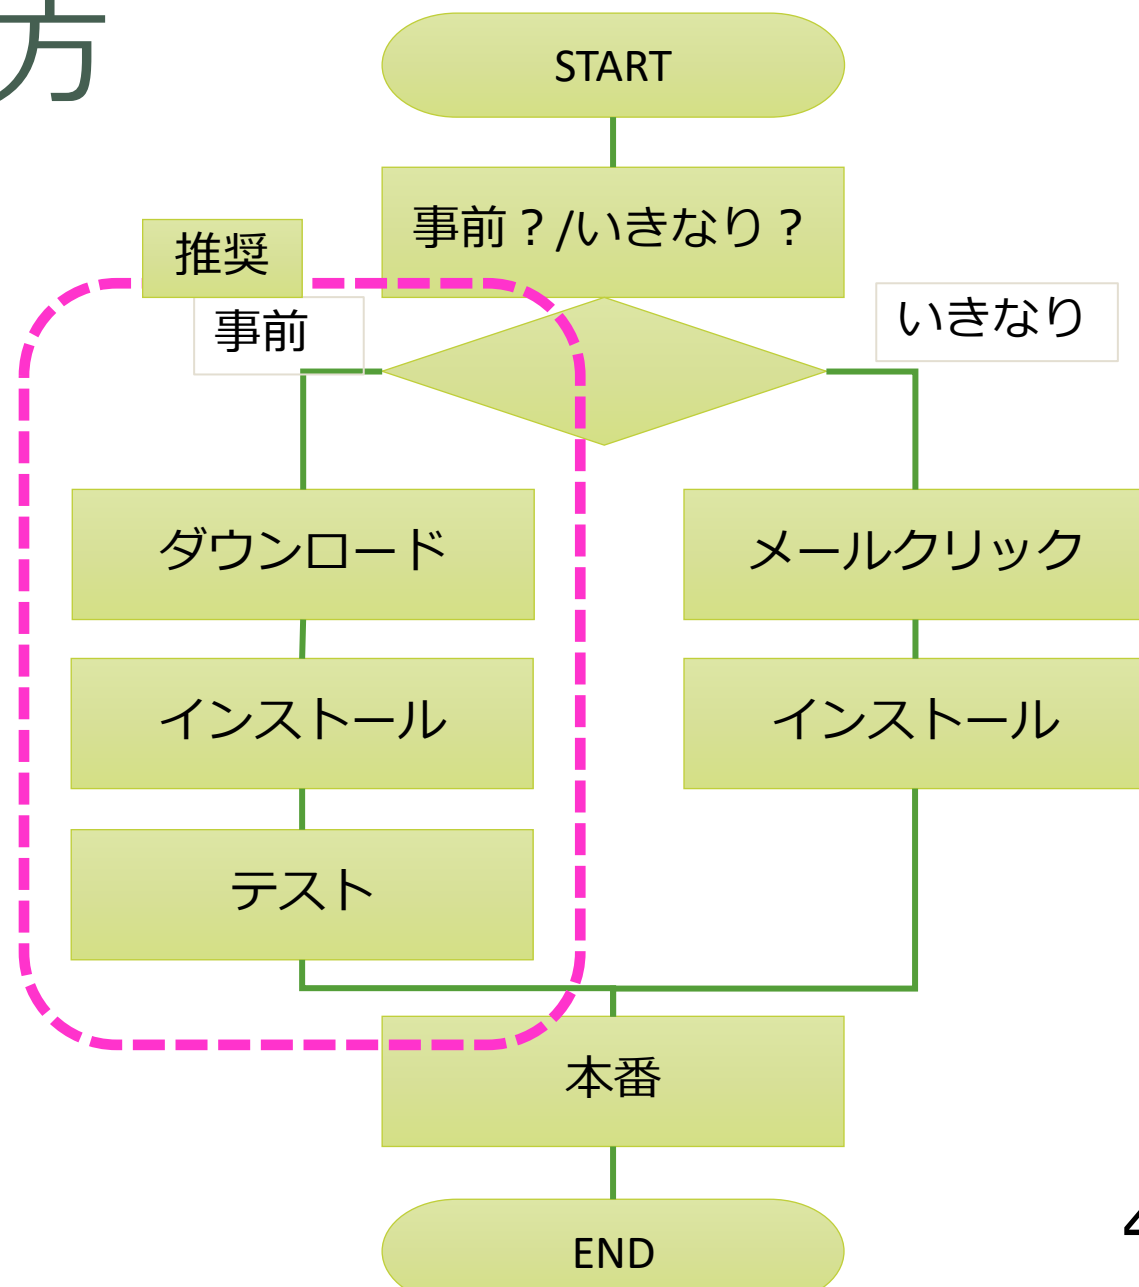 方
START
事前？/いきなり？
推奨
事前
いきなり
ダウンロード
メールクリック
インストール
インストール
テスト
本番
END